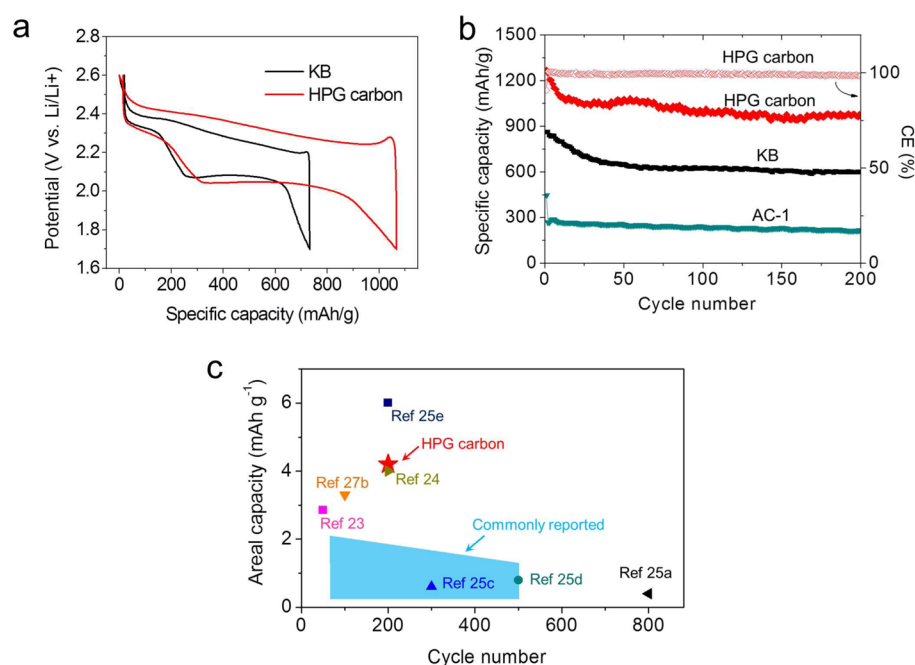 a
2.6
2.4
2.2
2.0
1.8
1.6
Potential (V vs. Li/Li+)
KB
HPG carbon
0 200 400 600 800 1000
Specific capacity (mAh/g)
b
1500
1200
900
600
300
0
Specific capacity (mAh/g)
HPG carbon
HPG carbon
KB
AC-1
100
50
0
CE (%)
0 50 100 150 200
Cycle number
c
6
4
2
0
Areal capacity (mAh g-1)
Ref 25e
HPG carbon
Ref 24
Ref 27b
Ref 23
Commonly reported
Ref 25c
Ref 25d
Ref 25a
0 200 400 600 800
Cycle number